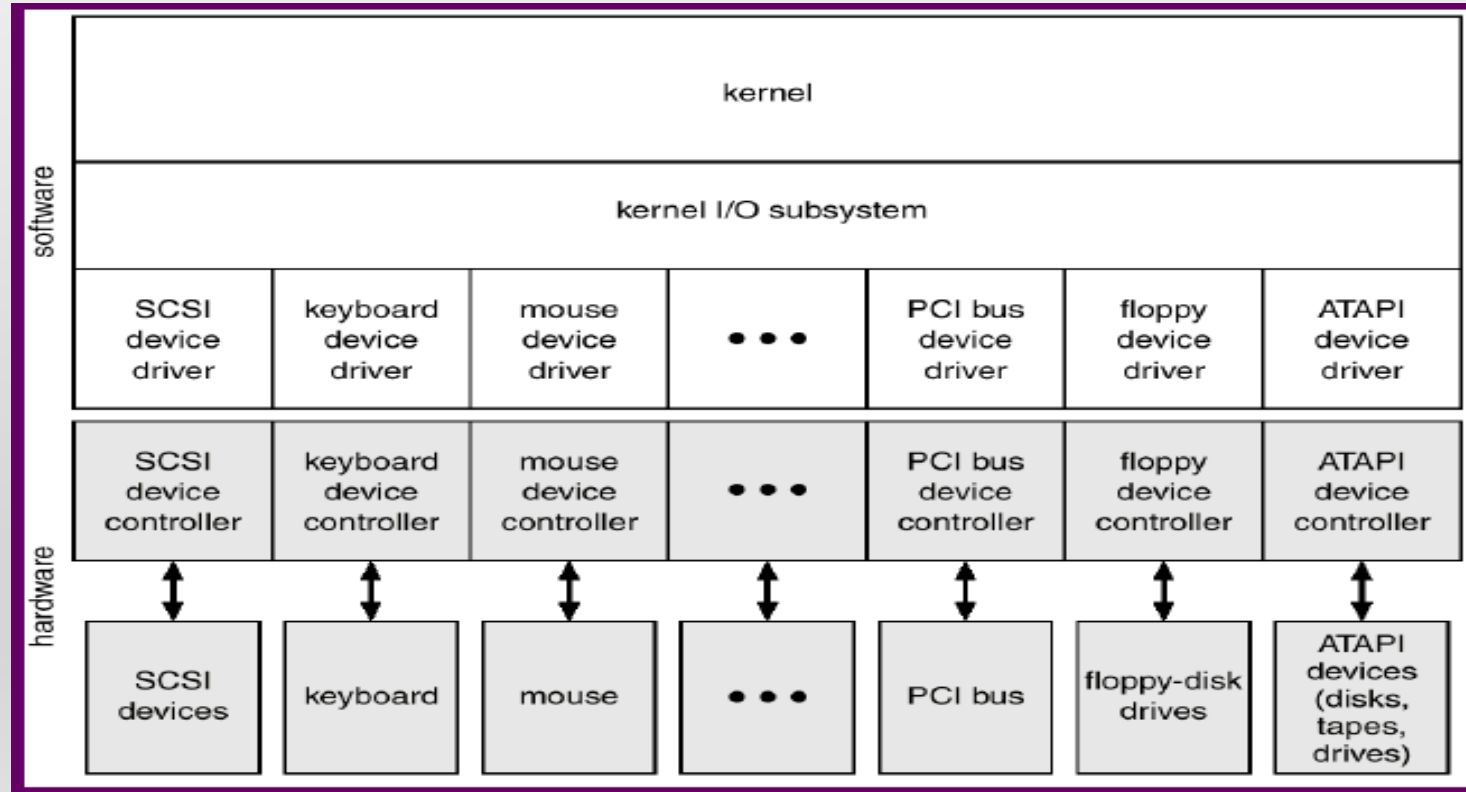 kernel
kernel I/O subsystem
software
SCSI
device
driver
keyboard
device
driver
mouse
device
driver
•••
PCI bus
device
driver
floppy
device
driver
ATAPI
device
driver
hardware
SCSI
device
controller
keyboard
device
controller
mouse
device
controller
•••
PCI bus
device
controller
floppy
device
controller
ATAPI
device
controller
SCSI
devices
keyboard
mouse
•••
PCI bus
floppy-disk
drives
ATAPI
devices
(disks,
tapes,
drives)